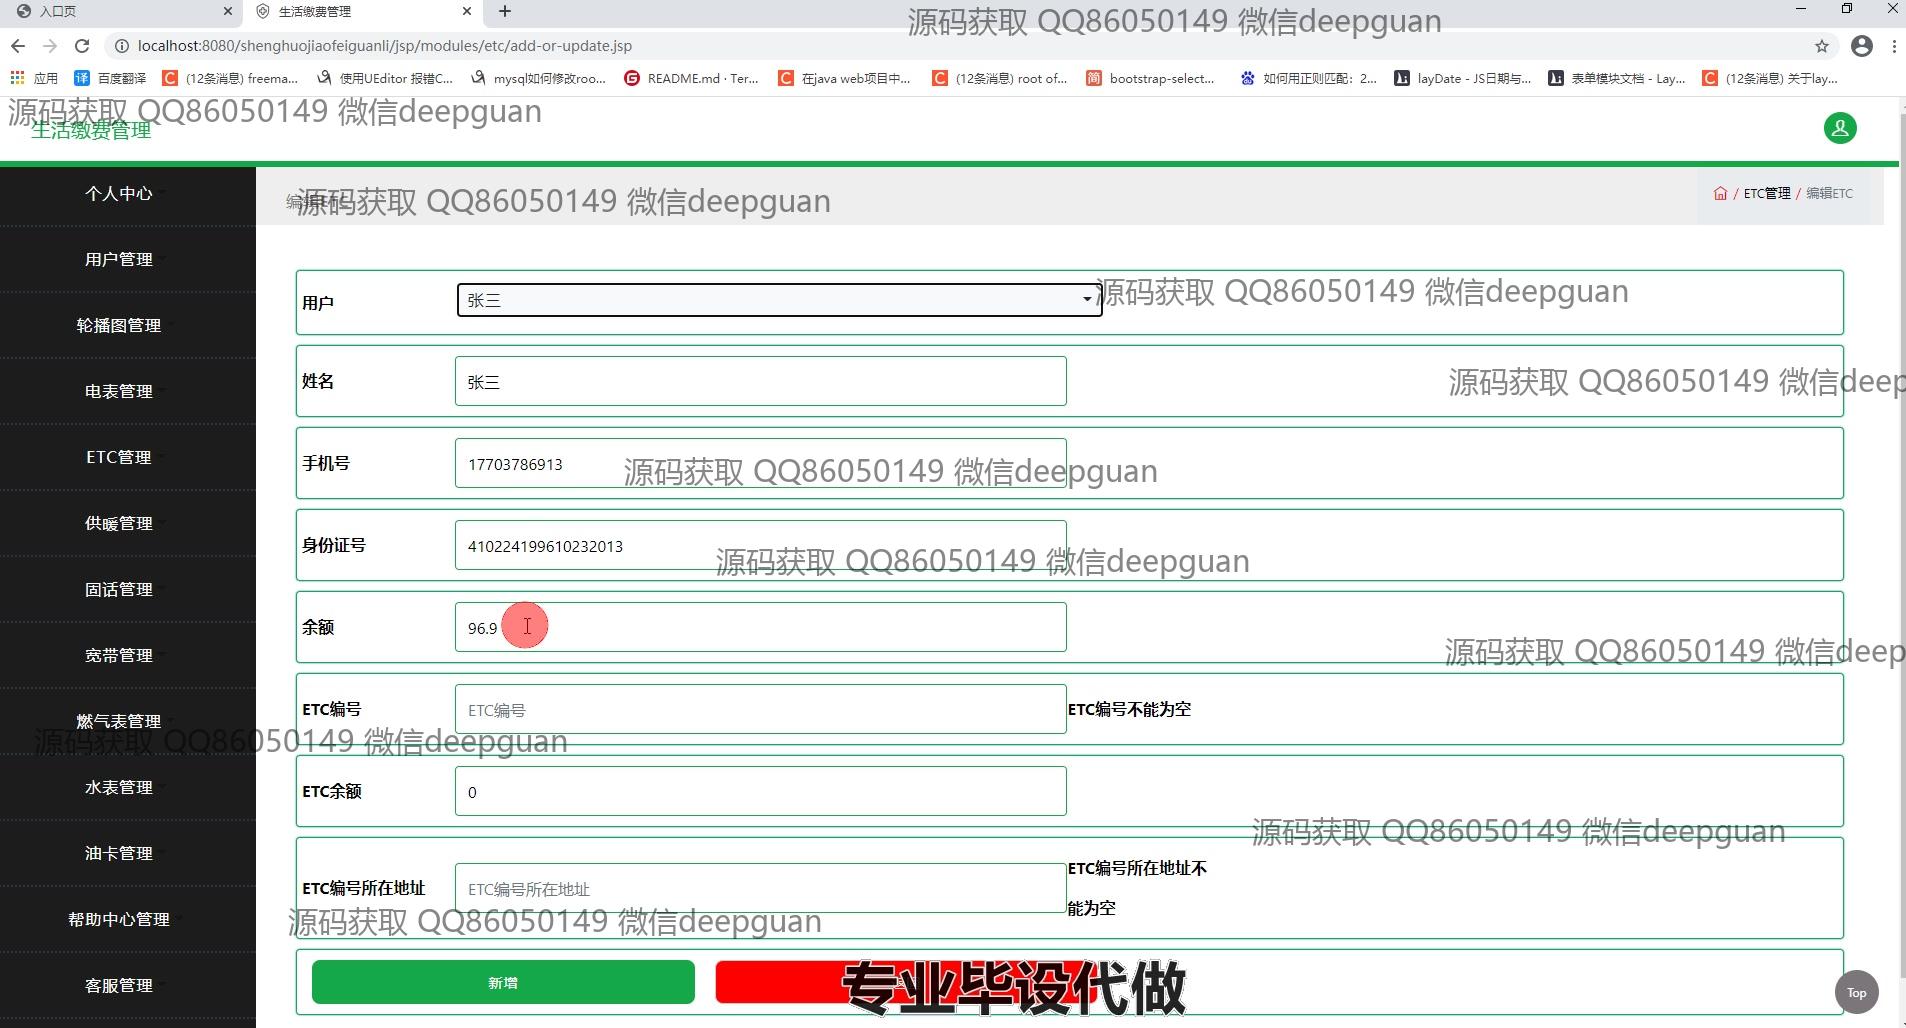 入口页
生活缴费管理
源码获取 QQ86050149 微信deepguan
localhost:8080/shenghuojiaofeiguanli/jsp/modules/etc/add-or-update.jsp
应用
百度翻译
(12条消息) freema...
使用UEditor 报错C...
mysql如何修改roo...
README.md · Ter...
在java web项目中...
(12条消息) root of...
bootstrap-select...
如何用正则匹配：2...
layDate - JS日期与...
表单模块文档 - Lay...
(12条消息) 关于lay...
源码获取 QQ86050149 微信deepguan
生活缴费管理
个人中心
用户管理
轮播图管理
电表管理
ETC管理
供暖管理
固话管理
宽带管理
燃气表管理
水表管理
油卡管理
帮助中心管理
客服管理
源码获取 QQ86050149 微信deepguan
/ ETC管理 / 编辑ETC
用户
张三
源码获取 QQ86050149 微信deepguan
姓名
张三
源码获取 QQ86050149 微信deep
手机号
17703786913
源码获取 QQ86050149 微信deepguan
身份证号
410224199610232013
源码获取 QQ86050149 微信deepguan
余额
96.9
源码获取 QQ86050149 微信deep
ETC编号
ETC编号
ETC编号不能为空
源码获取 QQ86050149 微信deepguan
ETC余额
0
源码获取 QQ86050149 微信deepguan
ETC编号所在地址
ETC编号所在地址
ETC编号所在地址不
能为空
源码获取 QQ86050149 微信deepguan
新增
专业毕设代做
Top